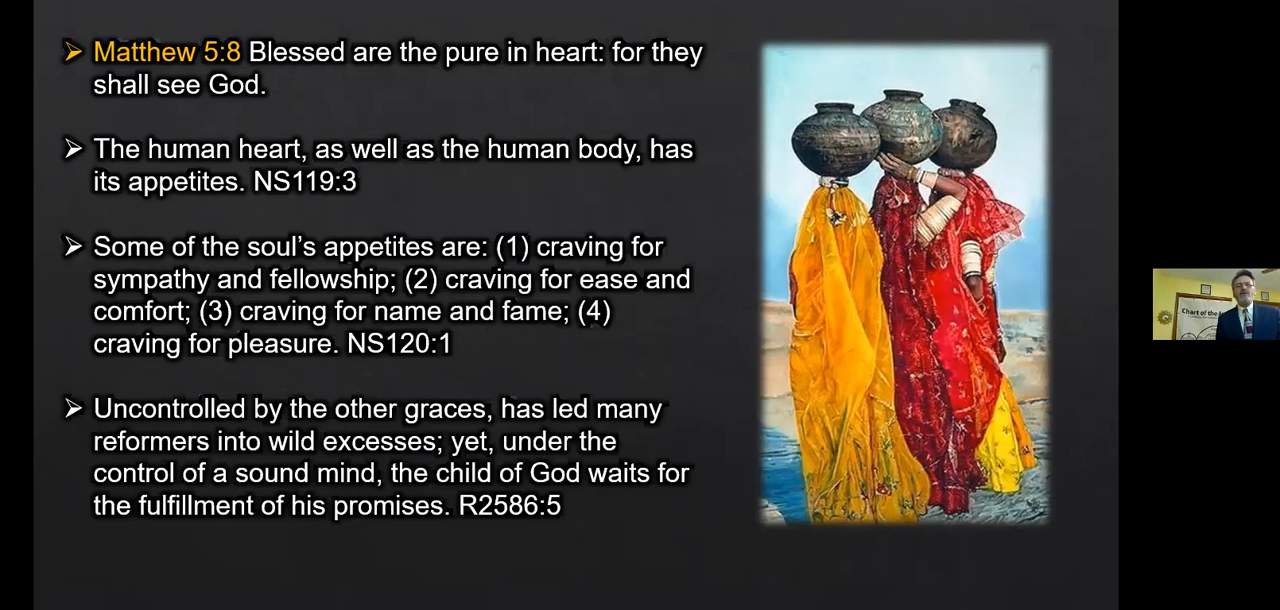 Matthew 5:8 Blessed are the pure in heart: for they
shall see God.
The human heart, as well as the human body, has
its appetites. NS119:3
Some of the soul's appetites are: (1) craving for
sympathy and fellowship; (2) craving for ease and
comfort; (3) craving for name and fame; (4)
craving for pleasure. NS120:1
Uncontrolled by the other graces, has led many
reformers into wild excesses; yet, under the
control of a sound mind, the child of God waits for
the fulfillment of his promises. R2586:5
Chart of the